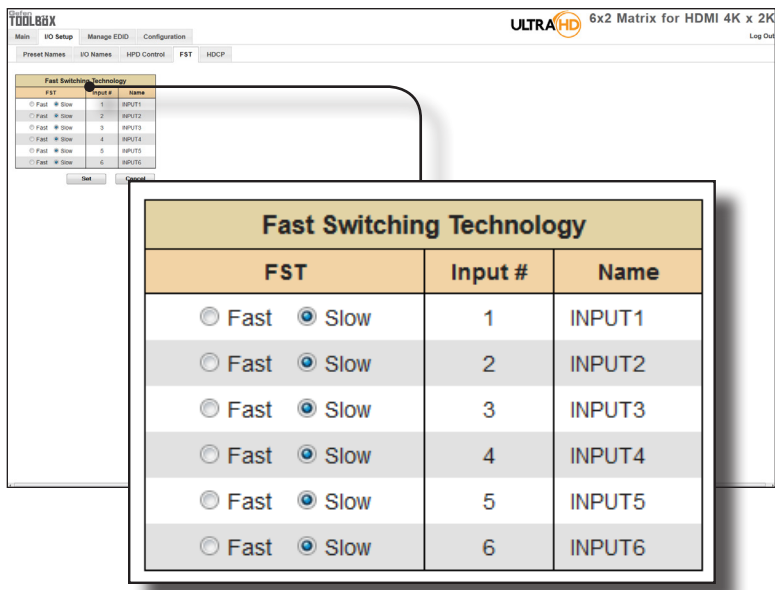 Gefen
TOOLBOX
ULTRA HD 6x2 Matrix for HDMI 4K x 2K
Main I/O Setup Manage EDID Configuration
Log Out
Preset Names I/O Names HPD Control FST HDCP
Fast Switching Technology
FST Input # Name
Fast Slow 1 INPUT1
Fast Slow 2 INPUT2
Fast Slow 3 INPUT3
Fast Slow 4 INPUT4
Fast Slow 5 INPUT5
Fast Slow 6 INPUT6
Set Cancel
Fast Switching Technology
FST Input # Name
Fast Slow 1 INPUT1
Fast Slow 2 INPUT2
Fast Slow 3 INPUT3
Fast Slow 4 INPUT4
Fast Slow 5 INPUT5
Fast Slow 6 INPUT6